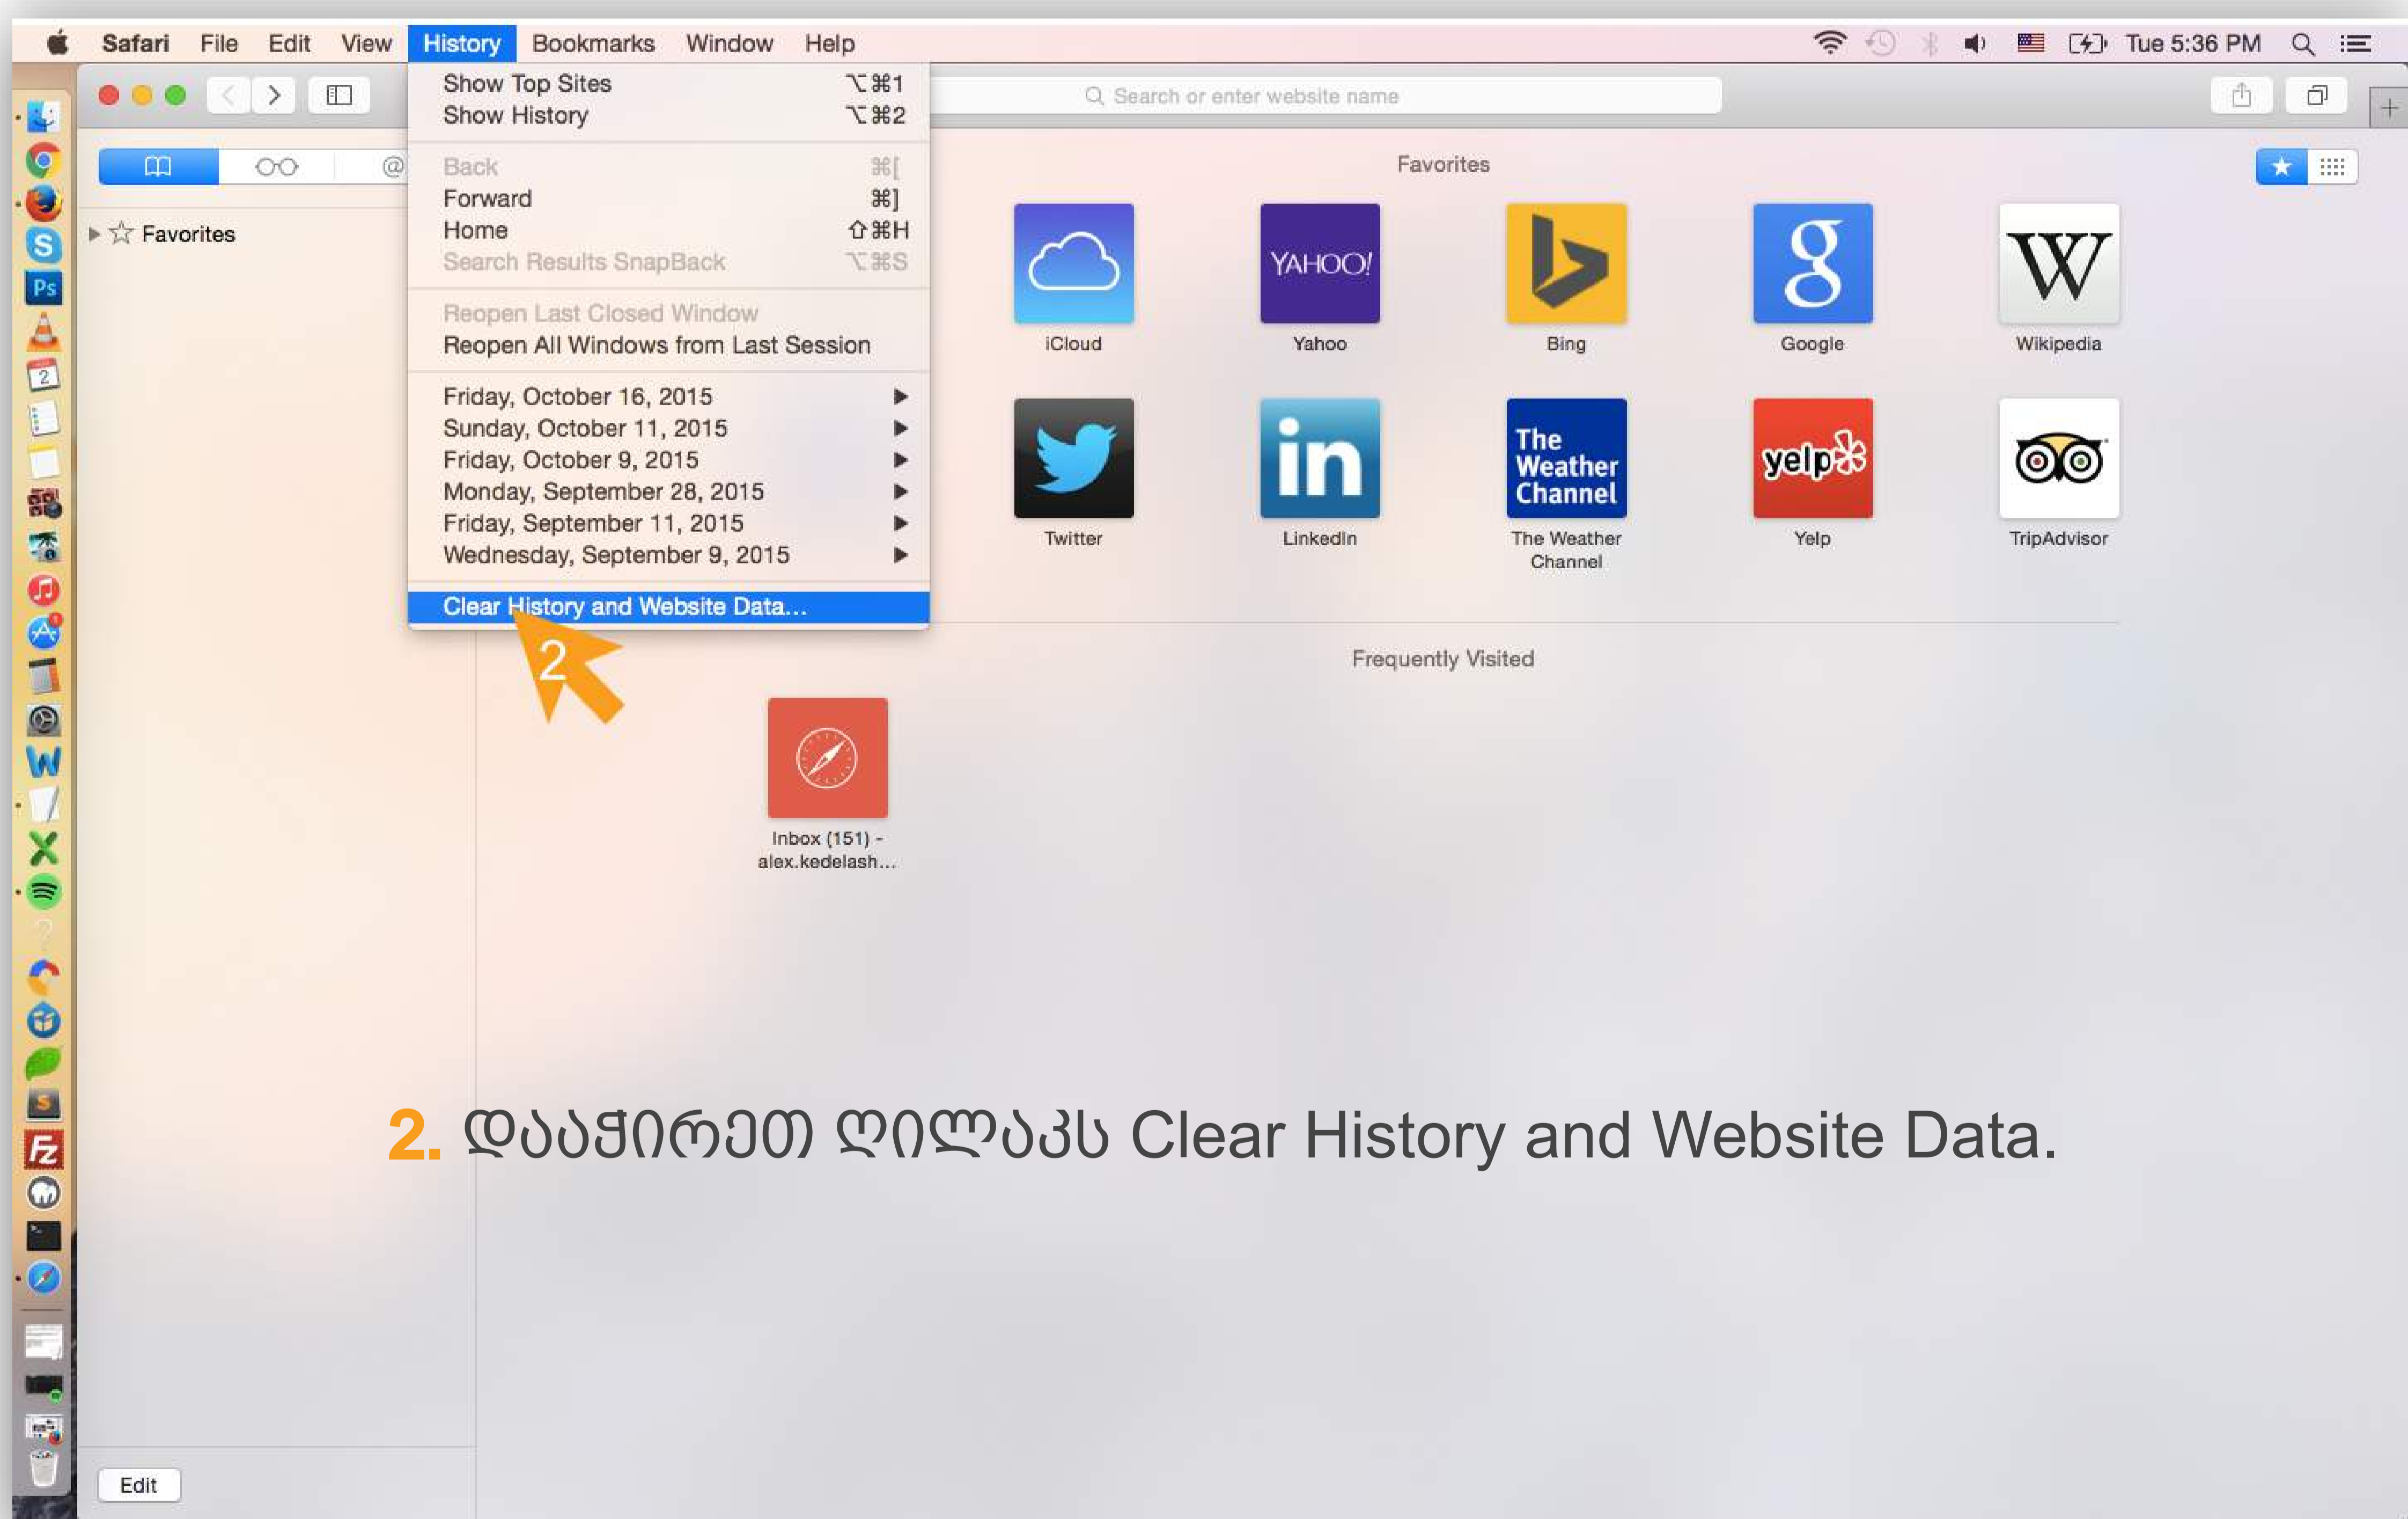 Safari File Edit View History Bookmarks Window Help Tue 5:36 PM
Show Top Sites ⌥⌘1
Show History ⌥⌘2
Back ⌘[
Forward ⌘]
Home ⇧⌘H
Search Results SnapBack ⌥⌘S
Reopen Last Closed Window
Reopen All Windows from Last Session
Friday, October 16, 2015
Sunday, October 11, 2015
Friday, October 9, 2015
Monday, September 28, 2015
Friday, September 11, 2015
Wednesday, September 9, 2015
Clear History and Website Data...
2
Search or enter website name
@
Favorites
Favorites
YAHOO!
g
W
iCloud Yahoo Bing Google Wikipedia
in
The
Weather
Channel
yelp
Twitter LinkedIn The Weather Channel Yelp TripAdvisor
Frequently Visited
Inbox (151) -
alex.kedelash...
S
Ps
2
W
X
S
Fz
2. დააჭირეთ ღილაკს Clear History and Website Data.
Edit